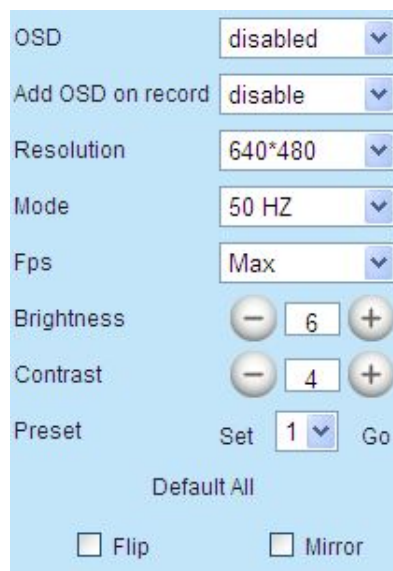 OSD disabled
Add OSD on record disable
Resolution 640*480
Mode 50 HZ
Fps Max
Brightness − 6 +
Contrast − 4 +
Preset Set 1 Go
Default All
Flip Mirror